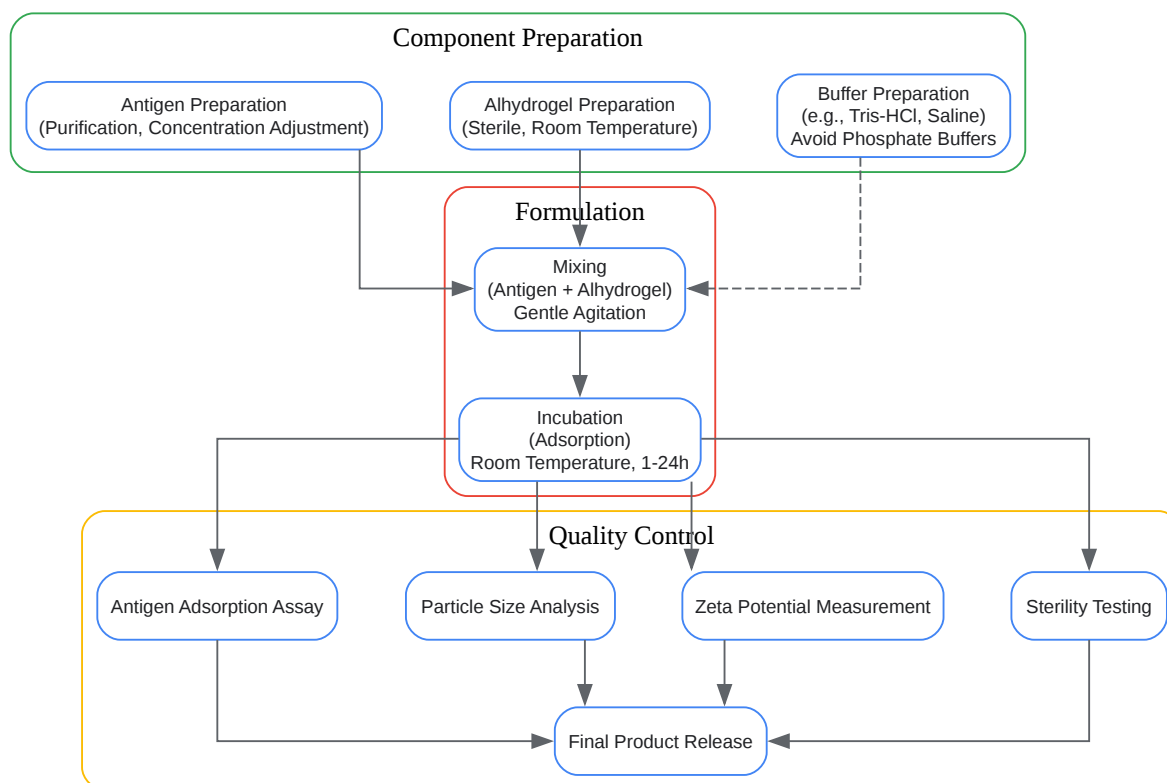 Component Preparation
Antigen Preparation
(Purification, Concentration Adjustment)
Alhydrogel Preparation
(Sterile, Room Temperature)
Buffer Preparation
(e.g., Tris-HCl, Saline)
Avoid Phosphate Buffers
Formulation
Mixing
(Antigen + Alhydrogel)
Gentle Agitation
Incubation
(Adsorption)
Room Temperature, 1-24h
Quality Control
Antigen Adsorption Assay
Particle Size Analysis
Zeta Potential Measurement
Sterility Testing
Final Product Release